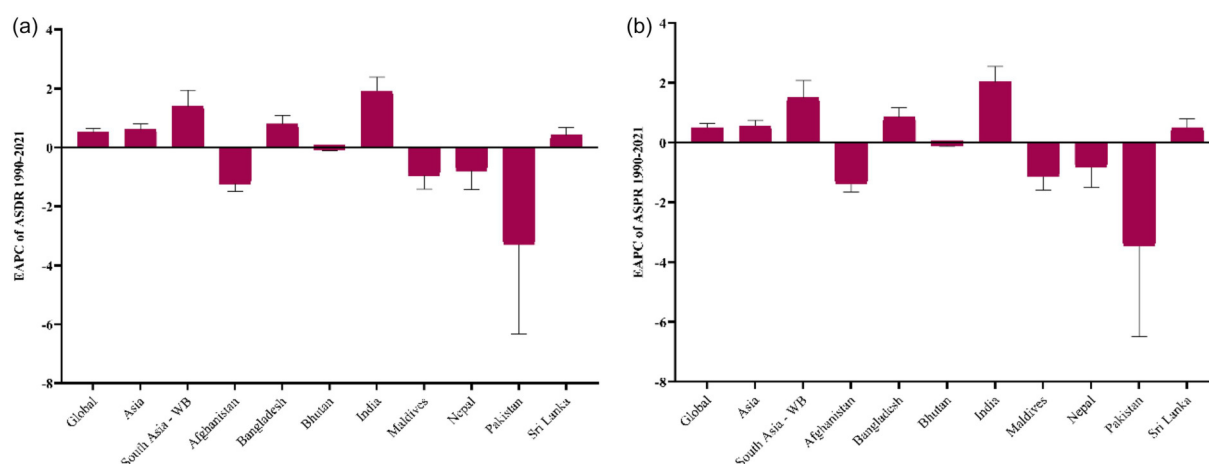 (a)
4
2
0
-2
-4
-6
-8
EAPC of ASDR 1990-2021
Global
Asia
South Asia - WB
Afghanistan
Bangladesh
Bhutan
India
Maldives
Nepal
Pakistan
Sri Lanka
(b)
4
2
0
-2
-4
-6
-8
EAPC of ASPR 1990-2021
Global
Asia
South Asia - WB
Afghanistan
Bangladesh
Bhutan
India
Maldives
Nepal
Pakistan
Sri Lanka